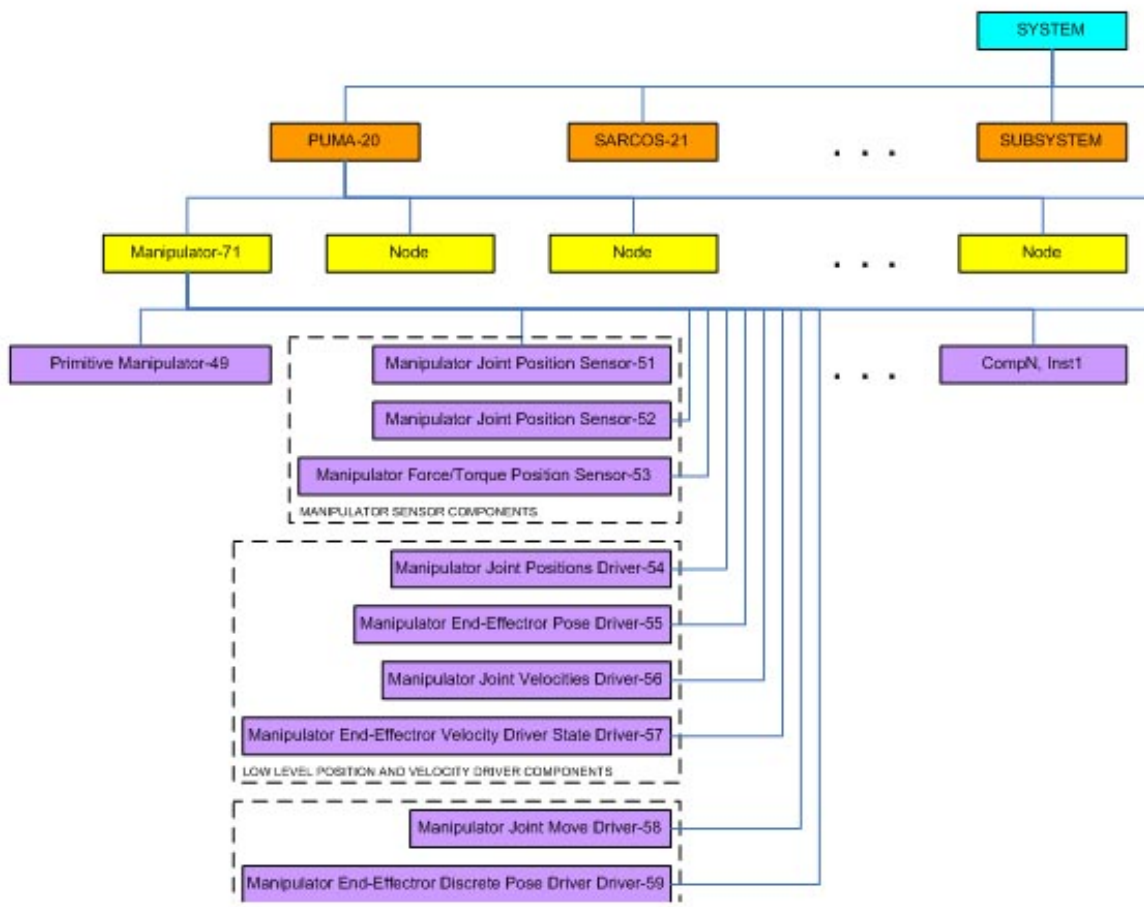 SYSTEM
PUMA-20
SARCOS-21
. . .
SUBSYSTEM
Manipulator-71
Node
Node
. . .
Node
Primitive Manipulator-49
Manipulator Joint Position Sensor-51
. . .
CompN, Inst1
Manipulator Joint Position Sensor-52
Manipulator Force/Torque Position Sensor-53
MANIPULATOR SENSOR COMPONENTS
Manipulator Joint Positions Driver-54
Manipulator End-Effectror Pose Driver-55
Manipulator Joint Velocities Driver-56
Manipulator End-Effectror Velocity Driver State Driver-57
LOW LEVEL POSITION AND VELOCITY DRIVER COMPONENTS
Manipulator Joint Move Driver-58
Manipulator End-Effectror Discrete Pose Driver Driver-59